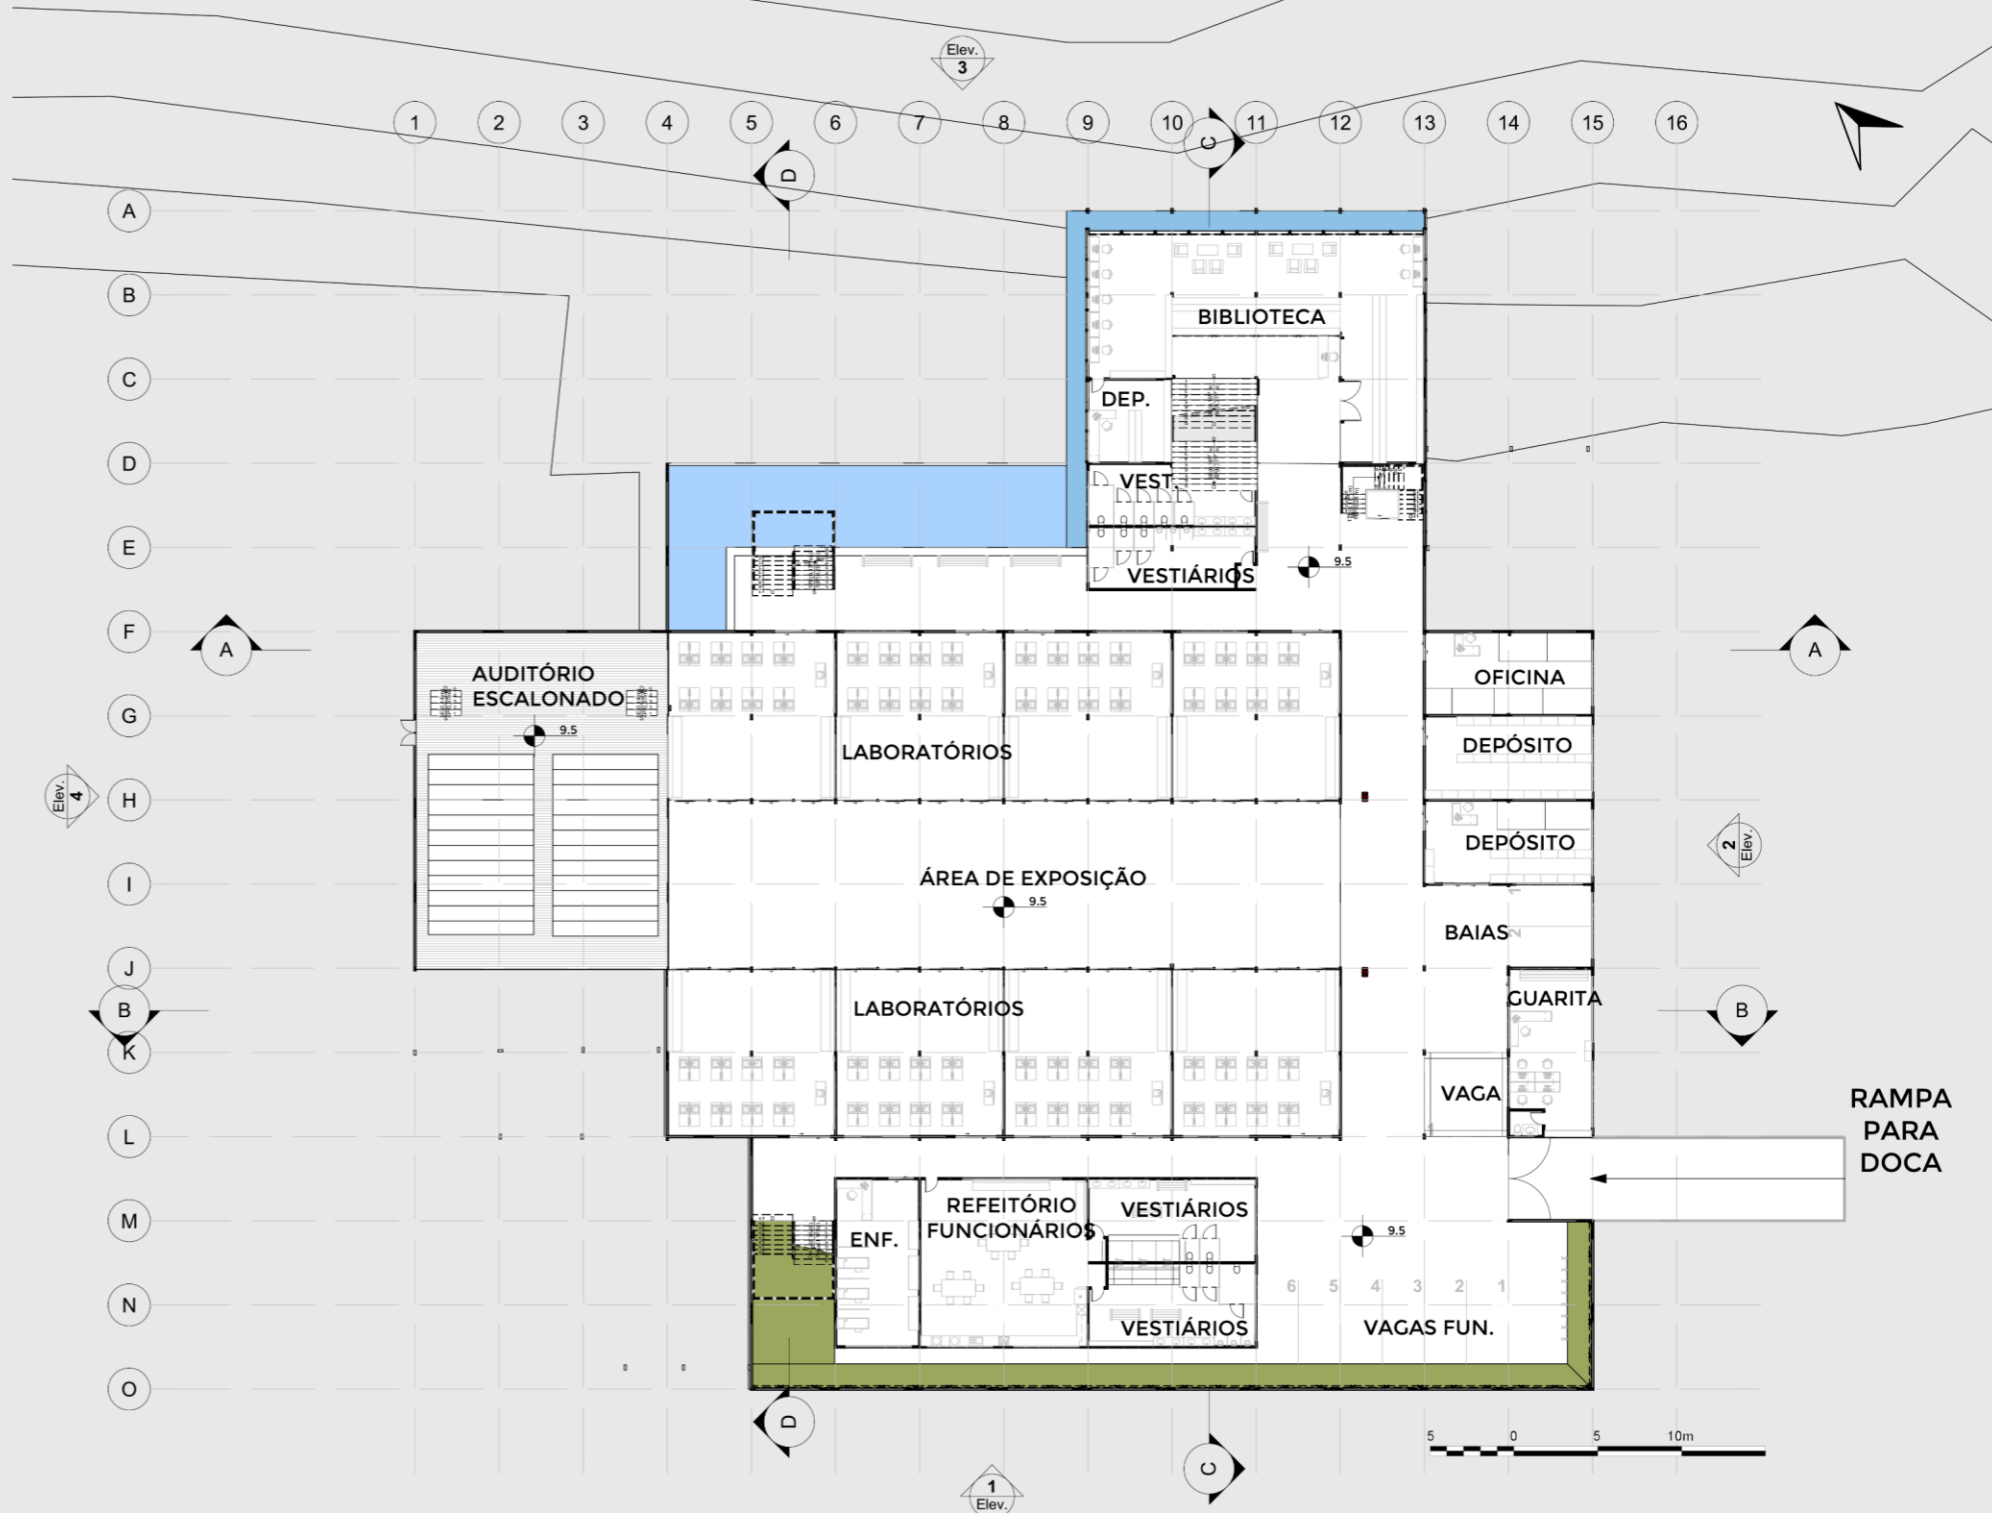 Elev.
3
1
2
3
4
5
6
7
8
9
10
11
12
13
14
15
16
C
D
A
B
BIBLIOTECA
C
DEP.
D
VEST.
E
9.5
VESTIÁRIOS
F
A
A
AUDITÓRIO
ESCALONADO
OFICINA
G
9.5
LABORATÓRIOS
DEPÓSITO
Elev.
4
H
DEPÓSITO
2
Elev.
I
ÁREA DE EXPOSIÇÃO
9.5
1
BAIAS
2
J
GUARITA
B
LABORATÓRIOS
B
K
VAGA
RAMPA
PARA
DOCA
L
REFEITÓRIO
FUNCIONÁRIOS
VESTIÁRIOS
M
ENF.
9.5
6
5
4
3
2
1
N
VESTIÁRIOS
VAGAS FUN.
O
D
5
0
5
10m
C
1
Elev.